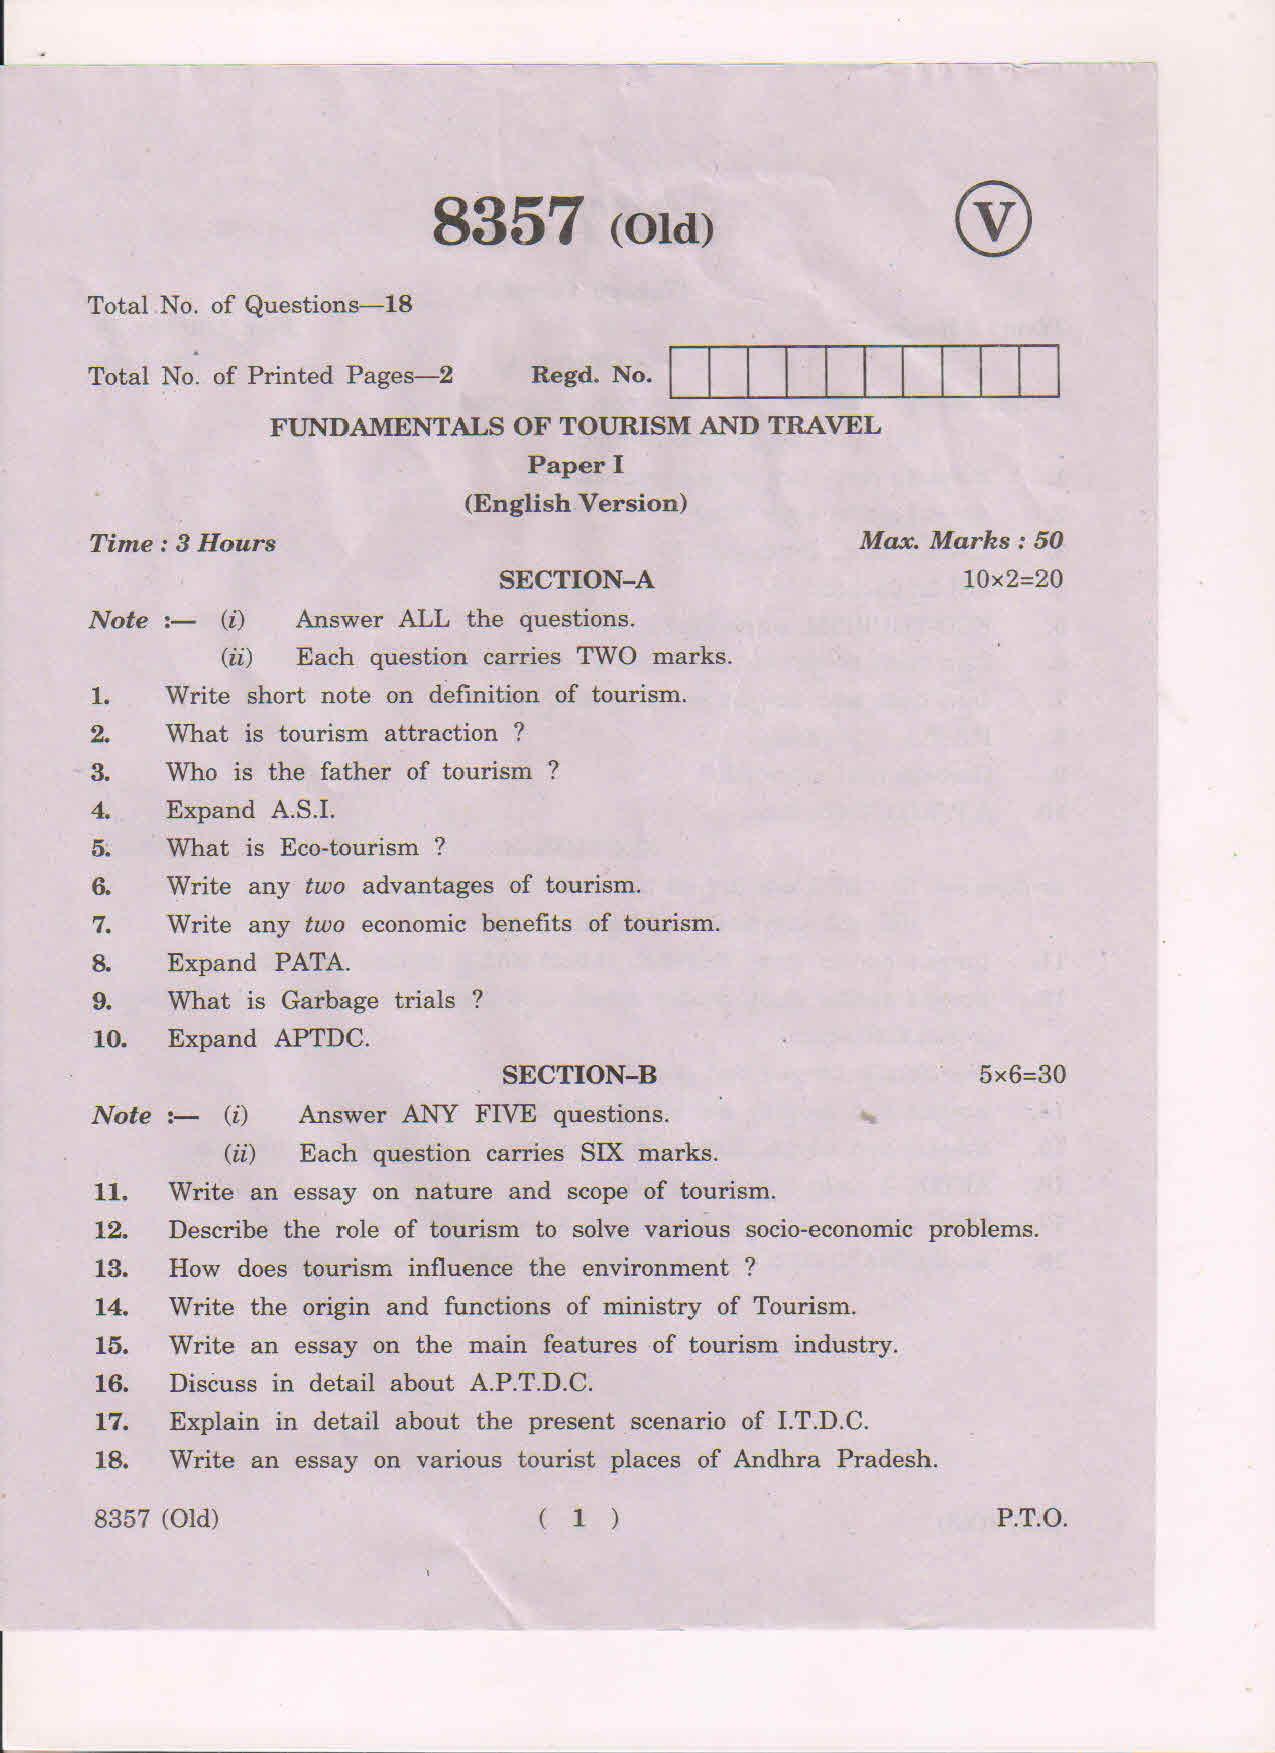 8357 (Old) V
Total No. of Questions—18
Total No. of Printed Pages—2 Regd. No.
FUNDAMENTALS OF TOURISM AND TRAVEL
Paper I
(English Version)
Time : 3 Hours Max. Marks : 50
SECTION–A 10×2=20
Note :— (i) Answer ALL the questions.
(ii) Each question carries TWO marks.
1. Write short note on definition of tourism.
2. What is tourism attraction ?
3. Who is the father of tourism ?
4. Expand A.S.I.
5. What is Eco-tourism ?
6. Write any two advantages of tourism.
7. Write any two economic benefits of tourism.
8. Expand PATA.
9. What is Garbage trials ?
10. Expand APTDC.
SECTION–B 5×6=30
Note :— (i) Answer ANY FIVE questions.
(ii) Each question carries SIX marks.
11. Write an essay on nature and scope of tourism.
12. Describe the role of tourism to solve various socio-economic problems.
13. How does tourism influence the environment ?
14. Write the origin and functions of ministry of Tourism.
15. Write an essay on the main features of tourism industry.
16. Discuss in detail about A.P.T.D.C.
17. Explain in detail about the present scenario of I.T.D.C.
18. Write an essay on various tourist places of Andhra Pradesh.
8357 (Old) ( 1 ) P.T.O.